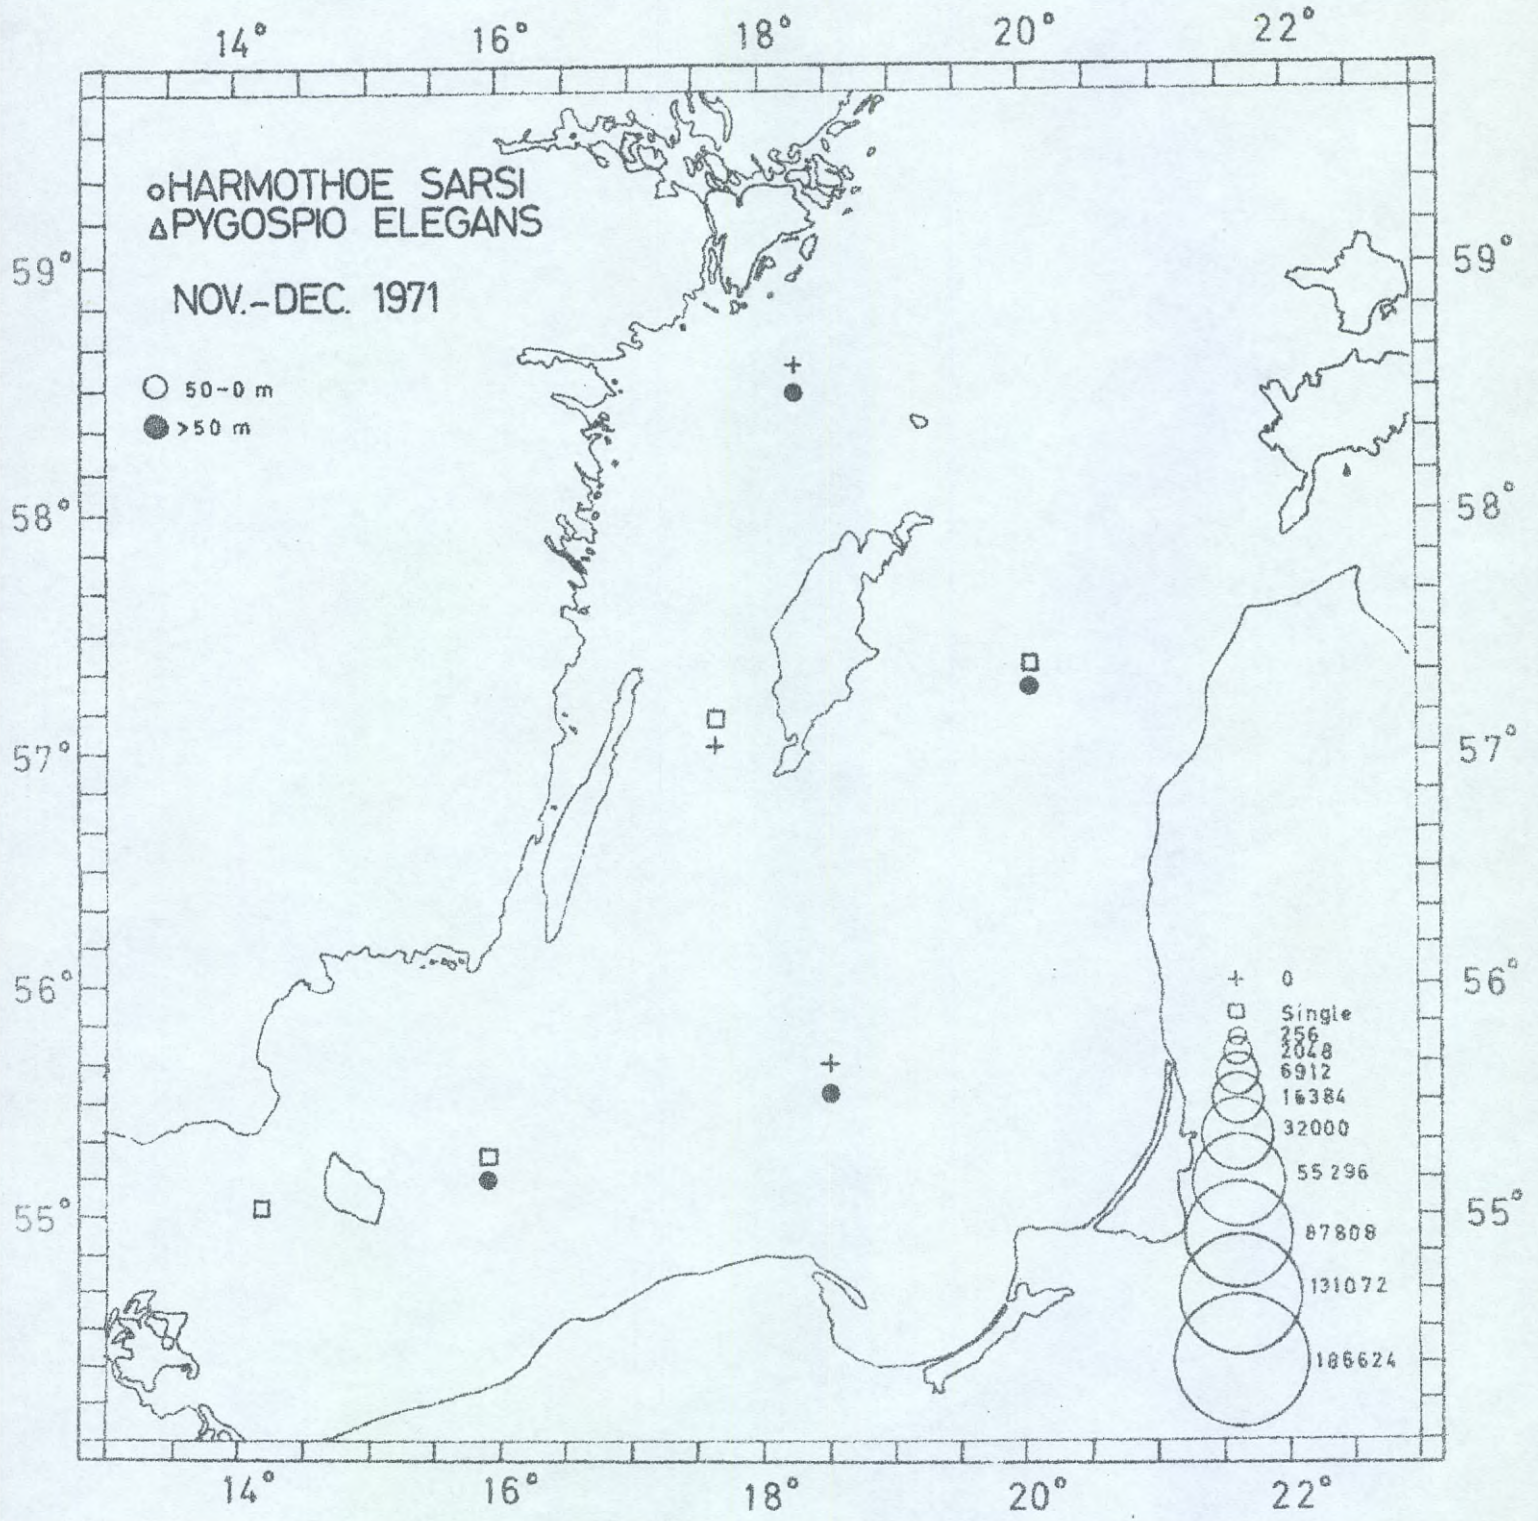 14° 16° 18° 20° 22°
○HARMOTHOE SARSI
△PYGOSPIO ELEGANS
59° 59°
NOV.-DEC. 1971
50-0 m
>50 m
58° 58°
57° 57°
56° 56°
+ 0
□ Single
256
2048
6912
16384
32000
55296
55° 55°
87808
131072
186624
14° 16° 18° 20° 22°